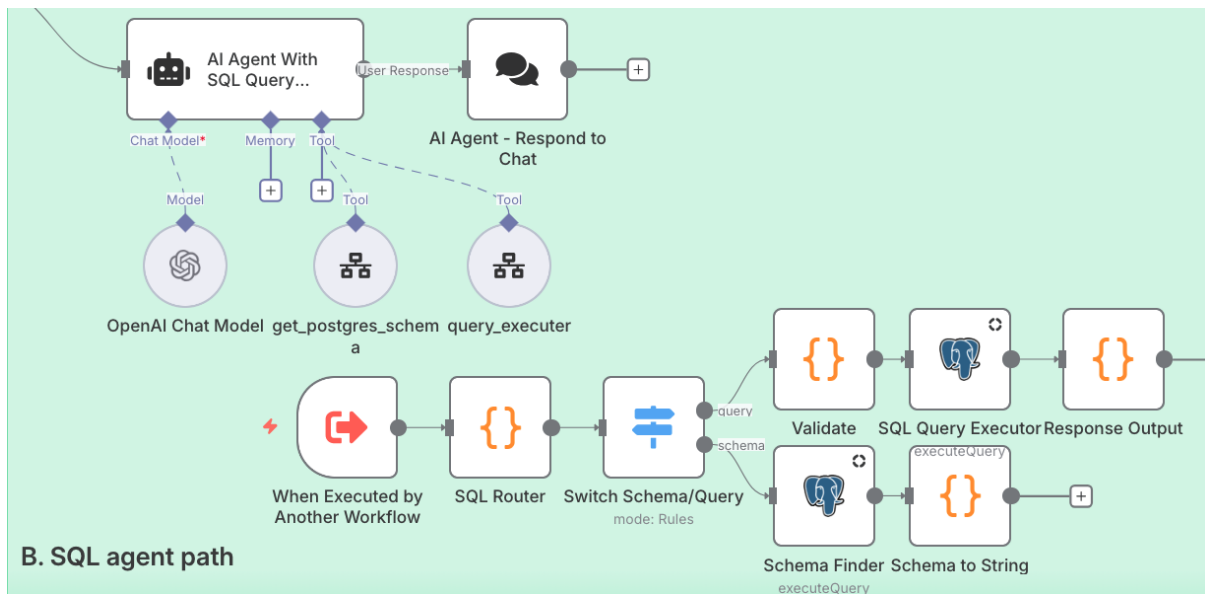 AI Agent With
SQL Query...
User Response
Chat Model*
Memory
Tool
AI Agent - Respond to
Chat
Model
Tool
Tool
OpenAI Chat Model
get_postgres_schem
a
query_executer
query
schema
Validate
SQL Query Executor
executeQuery
Response Output
When Executed by
Another Workflow
SQL Router
Switch Schema/Query
mode: Rules
Schema Finder
executeQuery
Schema to String
B. SQL agent path